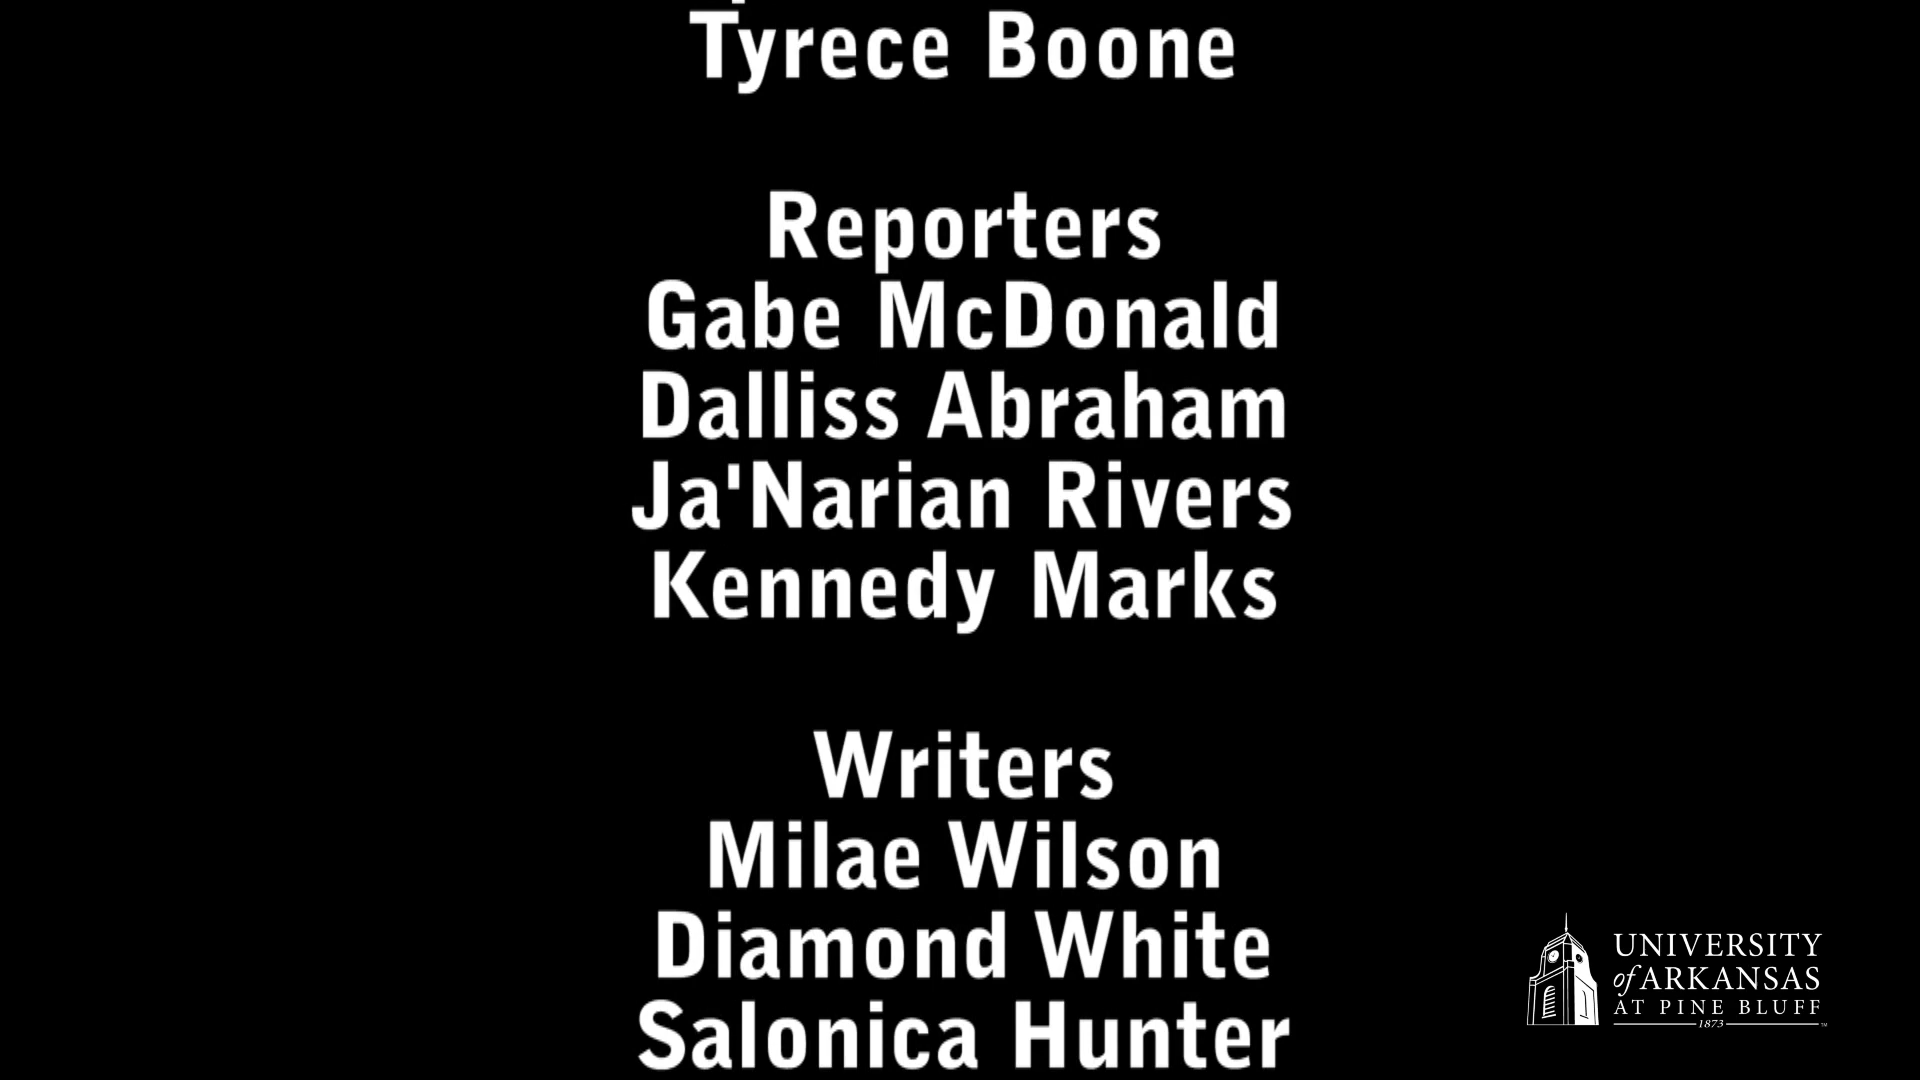 Tyrece Boone
Reporters
Gabe McDonald
Dalliss Abraham
Ja'Narian Rivers
Kennedy Marks
Writers
Milae Wilson
Diamond White
Salonica Hunter
UNIVERSITY
of ARKANSAS
AT PINE BLUFF
1873
TM